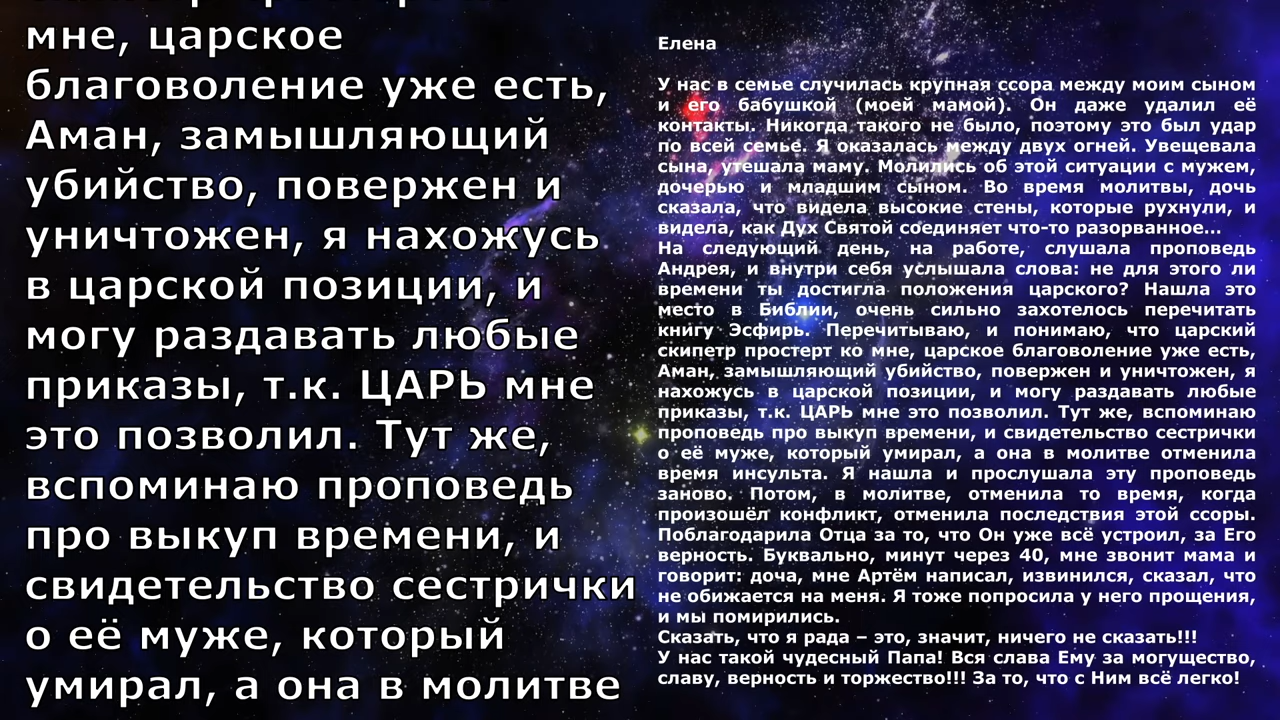 мне, царское
благоволение уже есть,
Аман, замышляющий
убийство, повержен и
уничтожен, я нахожусь
в царской позиции, и
могу раздавать любые
приказы, т.к. ЦАРЬ мне
это позволил. Тут же,
вспоминаю проповедь
про выкуп времени, и
свидетельство сестрички
о её муже, который
умирал, а она в молитве
Елена
У нас в семье случилась крупная ссора между моим сыном
и его бабушкой (моей мамой). Он даже удалил её
контакты. Никогда такого не было, поэтому это был удар
по всей семье. Я оказалась между двух огней. Увещевала
сына, утешала маму. Молились об этой ситуации с мужем,
дочерью и младшим сыном. Во время молитвы, дочь
сказала, что видела высокие стены, которые рухнули, и
видела, как Дух Святой соединяет что-то разорванное...
На следующий день, на работе, слушала проповедь
Андрея, и внутри себя услышала слова: не для этого ли
времени ты достигла положения царского? Нашла это
место в Библии, очень сильно захотелось перечитать
книгу Эсфирь. Перечитываю, и понимаю, что царский
скипетр простерт ко мне, царское благоволение уже есть,
Аман, замышляющий убийство, повержен и уничтожен, я
нахожусь в царской позиции, и могу раздавать любые
приказы, т.к. ЦАРЬ мне это позволил. Тут же, вспоминаю
проповедь про выкуп времени, и свидетельство сестрички
о её муже, который умирал, а она в молитве отменила
время инсульта. Я нашла и прослушала эту проповедь
заново. Потом, в молитве, отменила то время, когда
произошёл конфликт, отменила последствия этой ссоры.
Поблагодарила Отца за то, что Он уже всё устроил, за Его
верность. Буквально, минут через 40, мне звонит мама и
говорит: доча, мне Артём написал, извинился, сказал, что
не обижается на меня. Я тоже попросила у него прощения,
и мы помирились.
Сказать, что я рада – это, значит, ничего не сказать!!!
У нас такой чудесный Папа! Вся слава Ему за могущество,
славу, верность и торжество!!! За то, что с Ним всё легко!